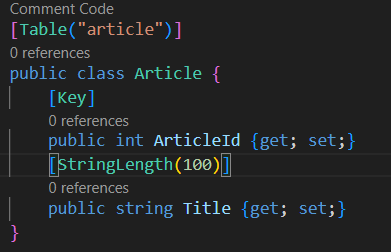 Comment Code
[Table("article")]
0 references
public class Article {
[Key]
0 references
public int ArticleId {get; set;}
[StringLength(100)]
0 references
public string Title {get; set;}
}